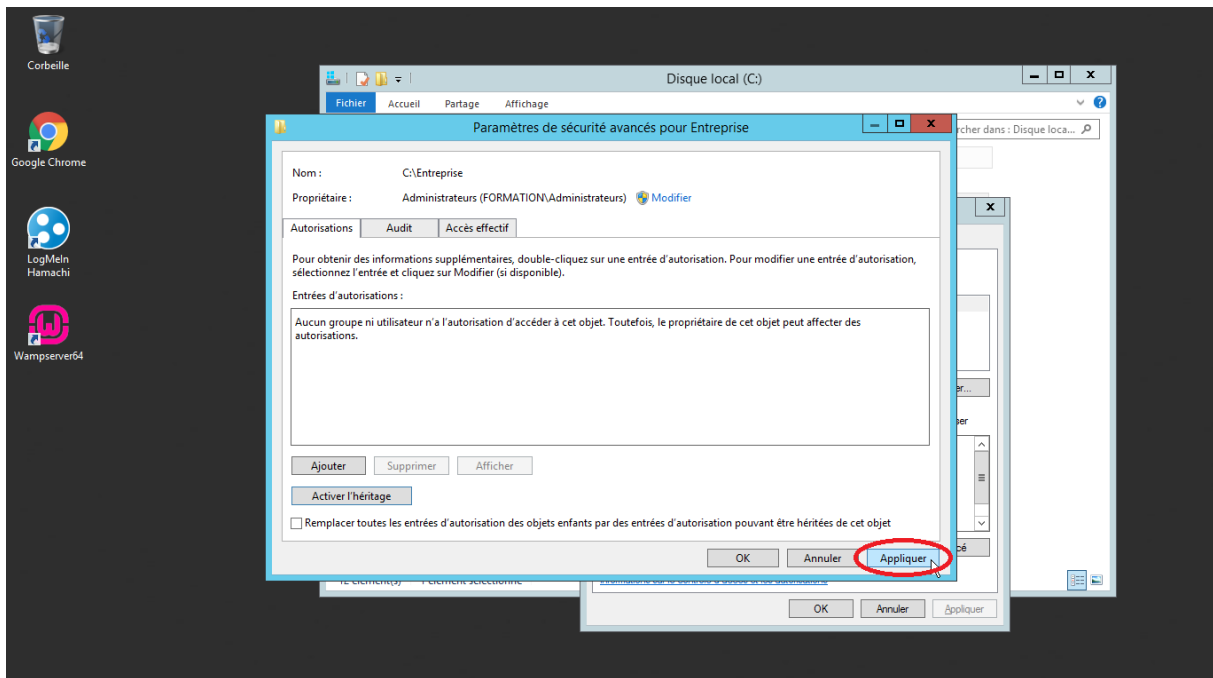 Corbeille
Google Chrome
LogMeIn
Hamachi
Wampserver64
Disque local (C:)
Fichier Accueil Partage Affichage
Paramètres de sécurité avancés pour Entreprise
rcher dans : Disque loca...
Nom : C:\Entreprise
Propriétaire : Administrateurs (FORMATION\Administrateurs) Modifier
Autorisations Audit Accès effectif
Pour obtenir des informations supplémentaires, double-cliquez sur une entrée d'autorisation. Pour modifier une entrée d'autorisation,
sélectionnez l'entrée et cliquez sur Modifier (si disponible).
Entrées d'autorisations :
Aucun groupe ni utilisateur n'a l'autorisation d'accéder à cet objet. Toutefois, le propriétaire de cet objet peut affecter des
autorisations.
Ajouter Supprimer Afficher
Activer l'héritage
Remplacer toutes les entrées d'autorisation des objets enfants par des entrées d'autorisation pouvant être héritées de cet objet
OK Annuler Appliquer
OK Annuler Appliquer